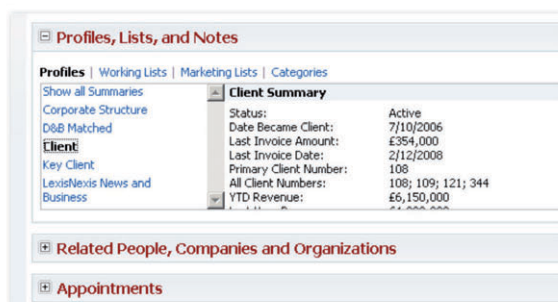 Profiles, Lists, and Notes
Profiles | Working Lists | Marketing Lists | Categories
Show all Summaries
Corporate Structure
D&B Matched
Client
Key Client
LexisNexis News and
Business
Client Summary
Status: Active
Date Became Client: 7/10/2006
Last Invoice Amount: £354,000
Last Invoice Date: 2/12/2008
Primary Client Number: 108
All Client Numbers: 108; 109; 121; 344
YTD Revenue: £6,150,000
Related People, Companies and Organizations
Appointments